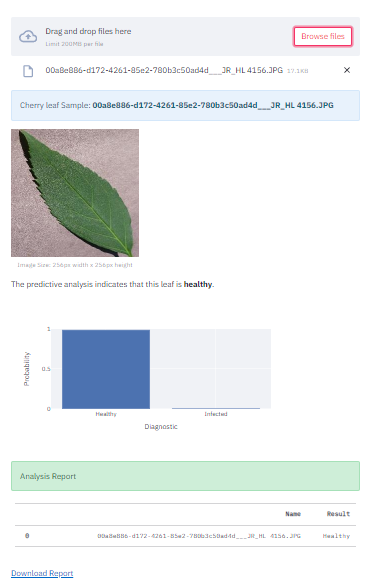 Drag and drop files here
Limit 200MB per file
Browse files
00a8e886-d172-4261-85e2-780b3c50ad4d___JR_HL 4156.JPG 17.1KB
Cherry leaf Sample: 00a8e886-d172-4261-85e2-780b3c50ad4d___JR_HL 4156.JPG
Image Size: 256px width x 256px height
The predictive analysis indicates that this leaf is healthy.
1
0.5
0
Probability
Healthy Infected
Diagnostic
Analysis Report
Name Result
0 00a8e886-d172-4261-85e2-780b3c50ad4d___JR_HL 4156.JPG Healthy
Download Report